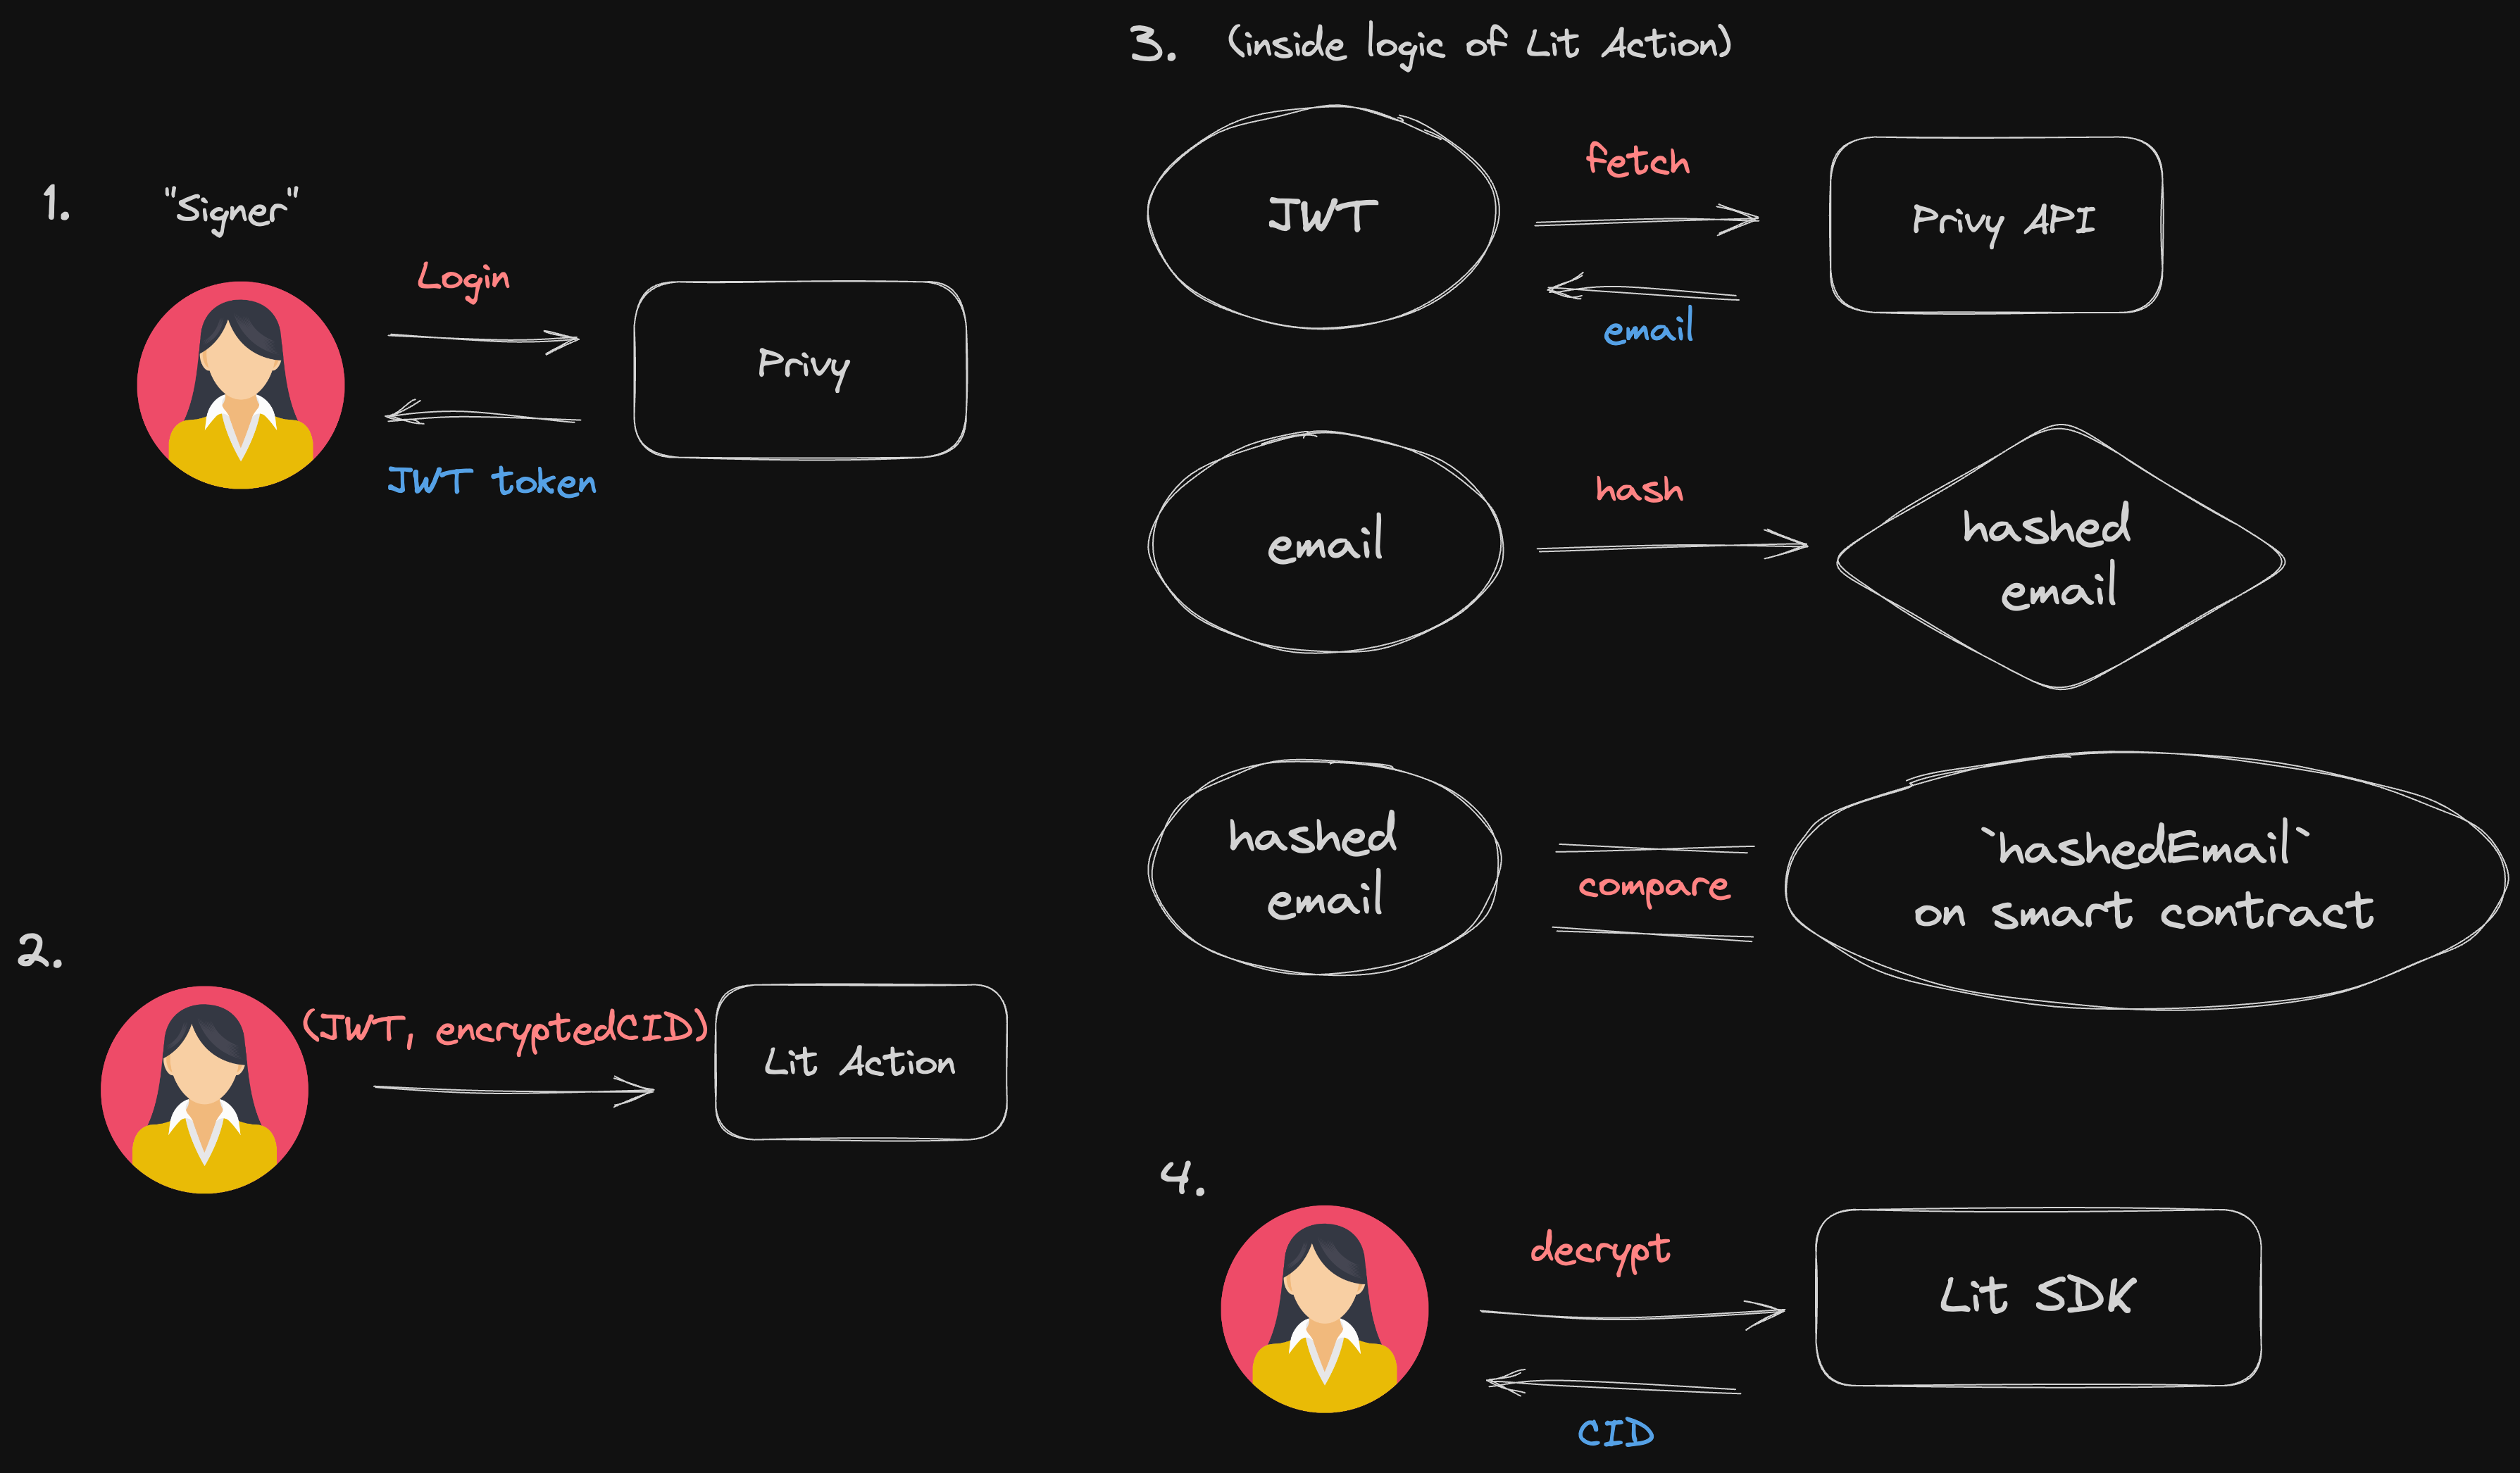 1.
"Signer"
Login
Privy
JWT token
2.
(JWT, encryptedCID)
Lit Action
3. (inside logic of Lit Action)
JWT
fetch
Privy API
email
email
hash
hashed
email
hashed
email
compare
`hashedEmail`
on smart contract
4.
decrypt
Lit SDK
CID